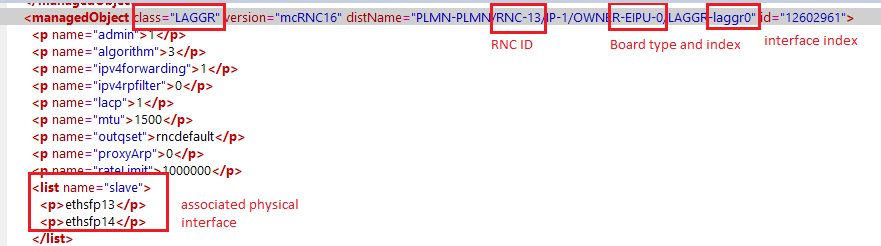 <managedObject class="LAGGR" version="mcRNC16" distName="PLMN-PLMN/RNC-13/IP-1/OWNER-EIPU-0/LAGGR-laggr0" id="12602961">
<p name="admin">1</p>
RNC ID
Board type and index
interface index
<p name="algorithm">3</p>
<p name="ipv4forwarding">1</p>
<p name="ipv4rpfilter">0</p>
<p name="lacp">1</p>
<p name="mtu">1500</p>
<p name="outqset">rncdefault</p>
<p name="proxyArp">0</p>
<p name="rateLimit">1000000</p>
<list name="slave">
<p>ethsfp13</p>
<p>ethsfp14</p>
associated physical
interface
</list>